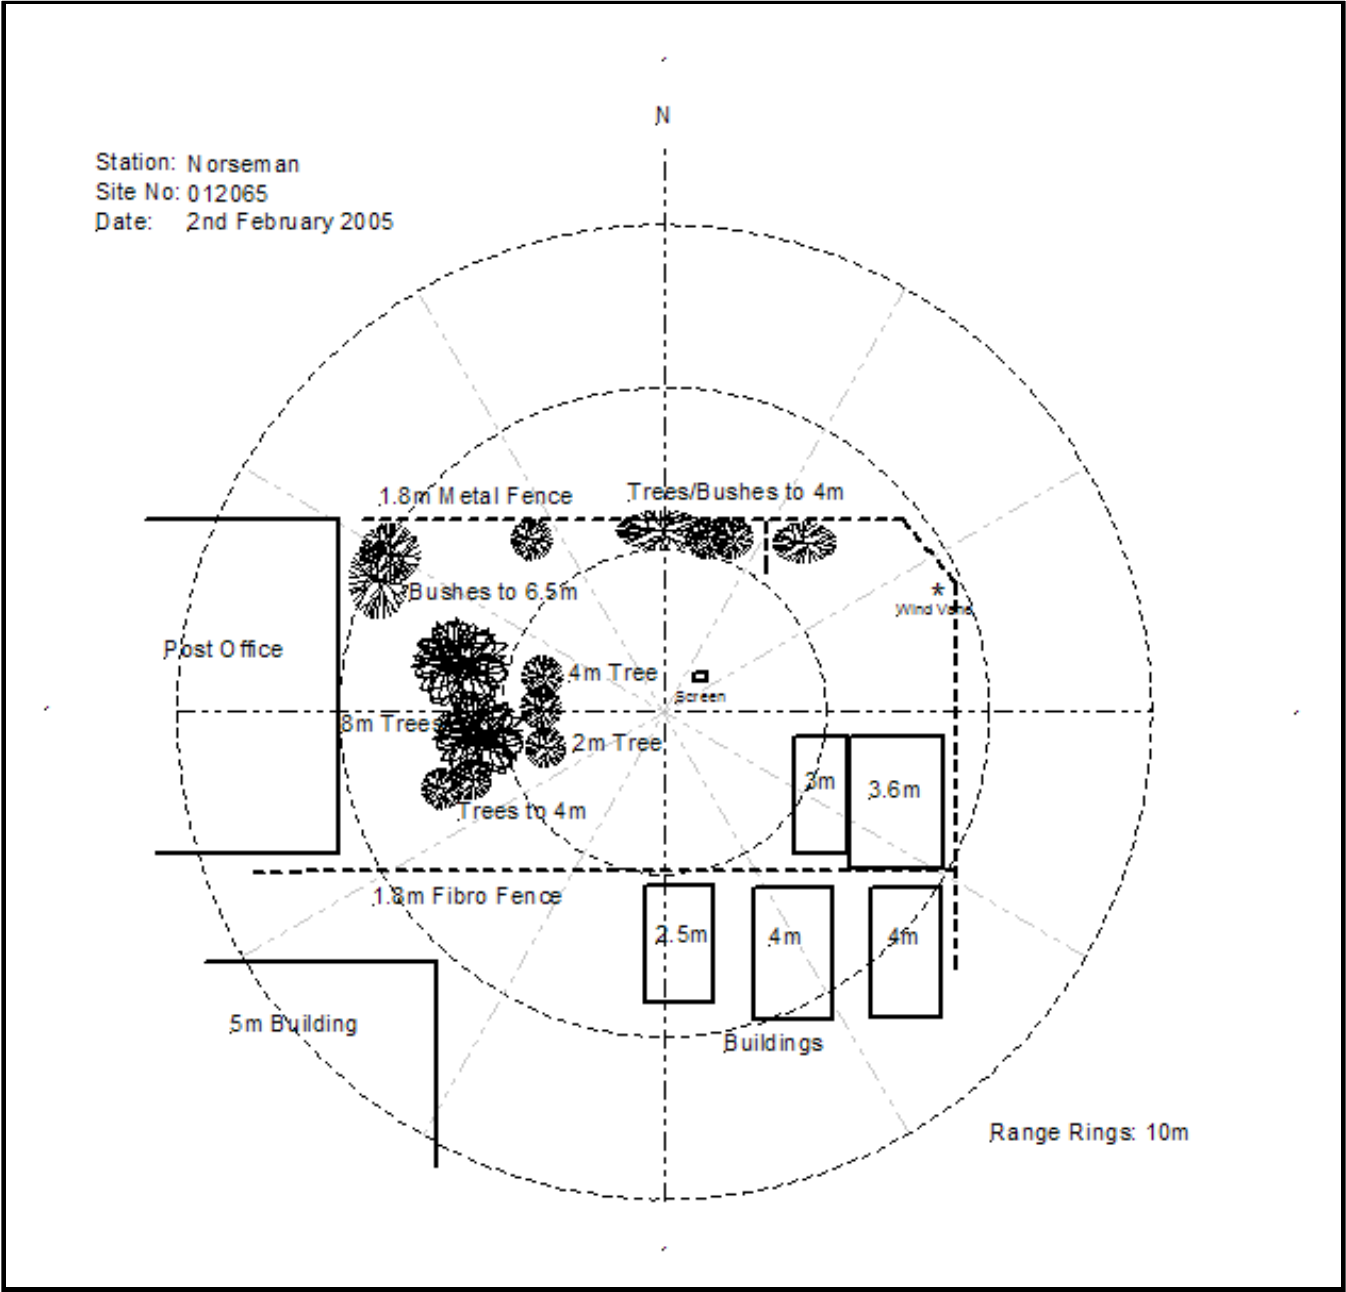 N
Station: Norseman
Site No: 012065
Date: 2nd February 2005
1.8m Metal Fence
Trees/Bushes to 4m
Bushes to 6.5m
* Wind Vane
Post Office
4m Tree
Screen
8m Trees
2m Tree
3m
3.6m
Trees to 4m
1.8m Fibro Fence
2.5m
4m
4m
5m Building
Buildings
Range Rings: 10m